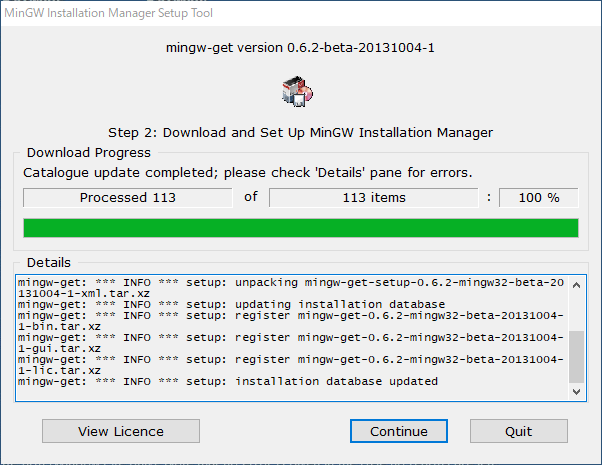 MinGW Installation Manager Setup Tool
mingw-get version 0.6.2-beta-20131004-1
Step 2: Download and Set Up MinGW Installation Manager
Download Progress
Catalogue update completed; please check 'Details' pane for errors.
Processed 113 of 113 items : 100 %
Details
mingw-get: *** INFO *** setup: unpacking mingw-get-setup-0.6.2-mingw32-beta-20
131004-1-xml.tar.xz
mingw-get: *** INFO *** setup: updating installation database
mingw-get: *** INFO *** setup: register mingw-get-0.6.2-mingw32-beta-20131004-
1-bin.tar.xz
mingw-get: *** INFO *** setup: register mingw-get-0.6.2-mingw32-beta-20131004-
1-gui.tar.xz
mingw-get: *** INFO *** setup: register mingw-get-0.6.2-mingw32-beta-20131004-
1-lic.tar.xz
mingw-get: *** INFO *** setup: installation database updated
View Licence Continue Quit